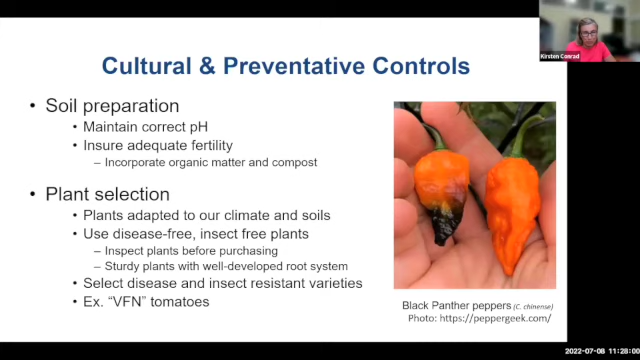 Kirsten Conrad
Cultural & Preventative Controls
• Soil preparation
• Maintain correct pH
• Insure adequate fertility
– Incorporate organic matter and compost
• Plant selection
• Plants adapted to our climate and soils
• Use disease-free, insect free plants
– Inspect plants before purchasing
– Sturdy plants with well-developed root system
• Select disease and insect resistant varieties
• Ex. “VFN” tomatoes
Black Panther peppers (C. chinense)
Photo: https://peppergeek.com/
2022-07-08 11:28:00